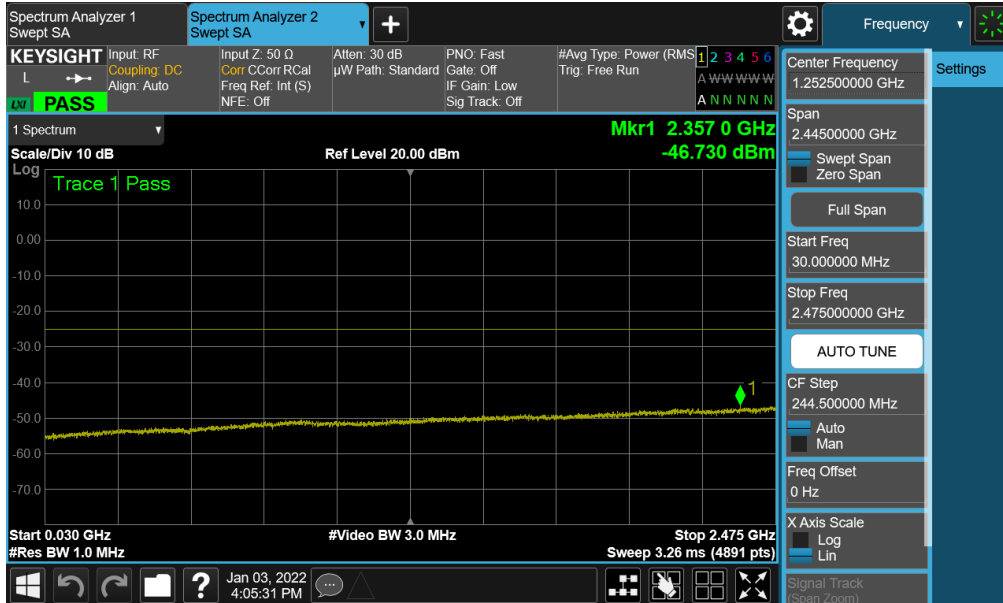 Spectrum Analyzer 1
Swept SA
Spectrum Analyzer 2
Swept SA
Frequency
KEYSIGHT
L
LXI
PASS
Input: RF
Coupling: DC
Align: Auto
Input Z: 50 Ω
Corr CCorr RCal
Freq Ref: Int (S)
NFE: Off
Atten: 30 dB
µW Path: Standard
PNO: Fast
Gate: Off
IF Gain: Low
Sig Track: Off
#Avg Type: Power (RMS
Trig: Free Run
1 2 3 4 5 6
A W W W W W
A N N N N N
1 Spectrum
Scale/Div 10 dB
Ref Level 20.00 dBm
Mkr1 2.357 0 GHz
-46.730 dBm
Log
Trace 1 Pass
10.0
0.00
-10.0
-20.0
-30.0
-40.0
-50.0
-60.0
-70.0
1
Start 0.030 GHz
#Video BW 3.0 MHz
Stop 2.475 GHz
#Res BW 1.0 MHz
Sweep 3.26 ms (4891 pts)
Jan 03, 2022
4:05:31 PM
Center Frequency
1.252500000 GHz
Settings
Span
2.44500000 GHz
Swept Span
Zero Span
Full Span
Start Freq
30.000000 MHz
Stop Freq
2.475000000 GHz
AUTO TUNE
CF Step
244.500000 MHz
Auto
Man
Freq Offset
0 Hz
X Axis Scale
Log
Lin
Signal Track
(Span Zoom)